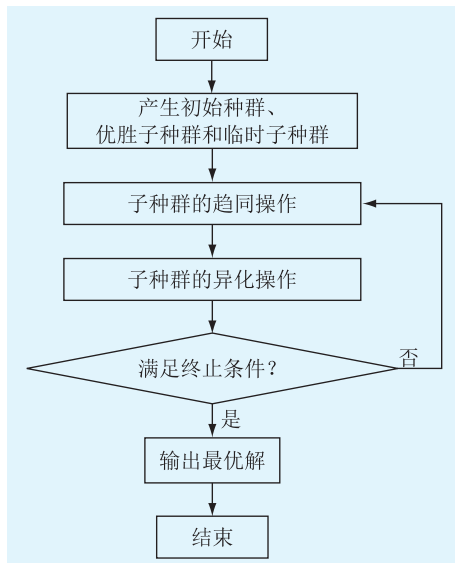 开始
产生初始种群、
优胜子种群和临时子种群
子种群的趋同操作
子种群的异化操作
满足终止条件？
否
是
输出最优解
结束